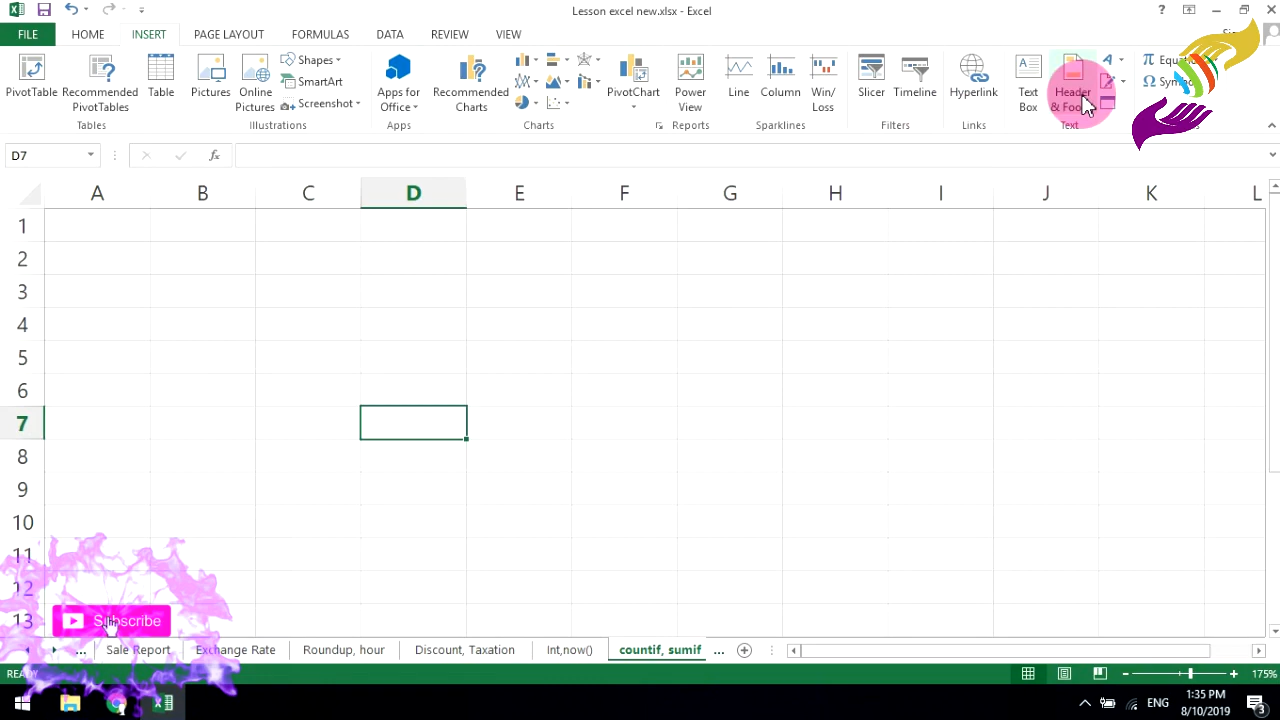 Lesson excel new.xlsx - Excel
?
FILE HOME INSERT PAGE LAYOUT FORMULAS DATA REVIEW VIEW
PivotTable
Recommended PivotTables
Table
Tables
Pictures
Online Pictures
Shapes
SmartArt
Screenshot
Illustrations
Apps for Office
Apps
Recommended Charts
PivotChart
Charts
Power View
Reports
Line
Column
Win/Loss
Sparklines
Slicer
Timeline
Filters
Hyperlink
Links
Text Box
Header
Text
D7
fx
A B C D E F G H I J K L
1
2
3
4
5
6
7
8
9
10
11
12
13
Subscribe
... Sale Report Exchange Rate Roundup, hour Discount, Taxation Int,now() countif, sumif ...
READY
175%
ENG
1:35 PM
8/10/2019
3